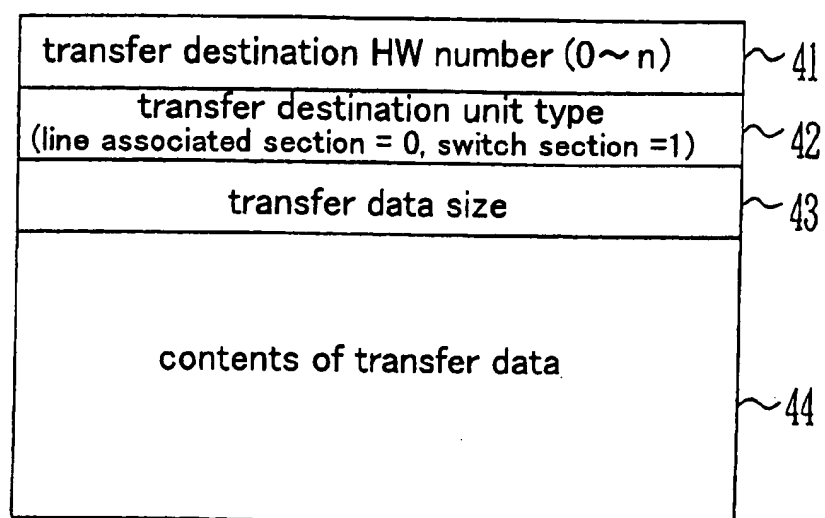 transfer destination HW number (0~n) 41
transfer destination unit type
(line associated section = 0, switch section =1) 42
transfer data size 43
contents of transfer data
44